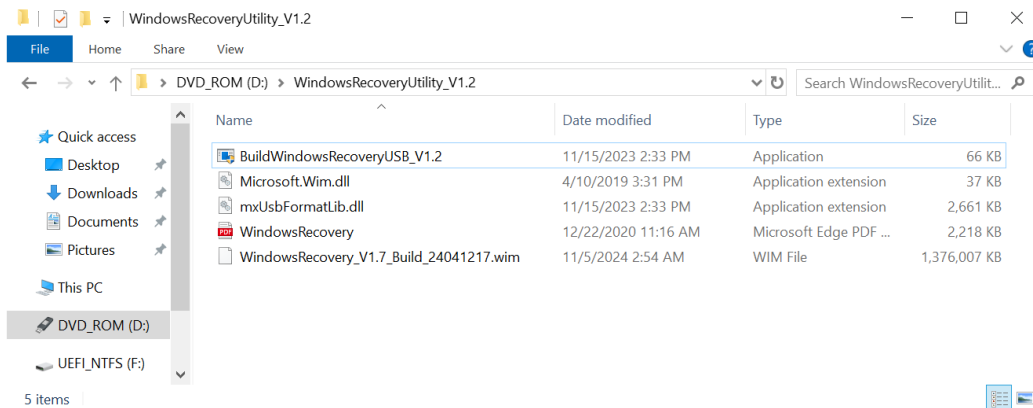 WindowsRecoveryUtility_V1.2
File Home Share View
DVD_ROM (D:) WindowsRecoveryUtility_V1.2 Search WindowsRecoveryUtilit...
Name Date modified Type Size
Quick access
Desktop
Downloads
Documents
Pictures
This PC
DVD_ROM (D:)
UEFI_NTFS (F:)
BuildWindowsRecoveryUSB_V1.2 11/15/2023 2:33 PM Application 66 KB
Microsoft.Wim.dll 4/10/2019 3:31 PM Application extension 37 KB
mxUsbFormatLib.dll 11/15/2023 2:33 PM Application extension 2,661 KB
PDF WindowsRecovery 12/22/2020 11:16 AM Microsoft Edge PDF ... 2,218 KB
WindowsRecovery_V1.7_Build_24041217.wim 11/5/2024 2:54 AM WIM File 1,376,007 KB
5 items